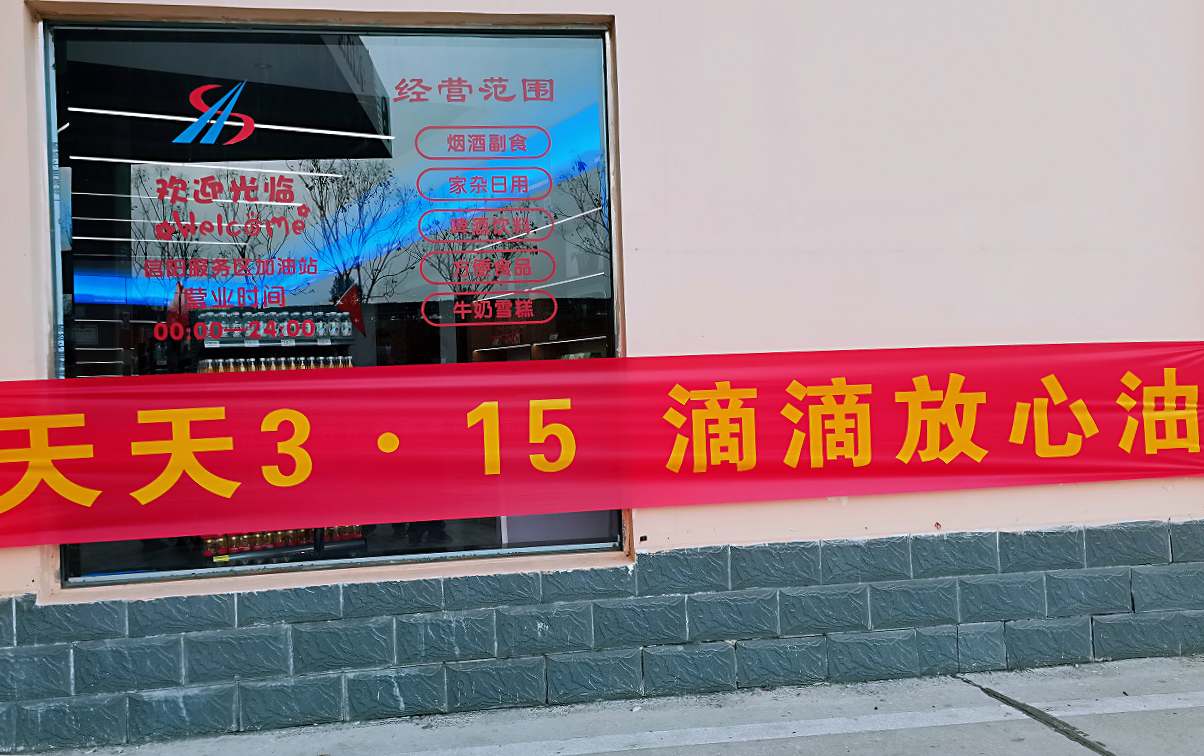 欢迎光临
Welcome
信阳服务区加油站
营业时间
00:00—24:00
经营范围
烟酒副食
家杂日用
啤酒饮料
方便食品
牛奶雪糕
天天3·15 滴滴放心油